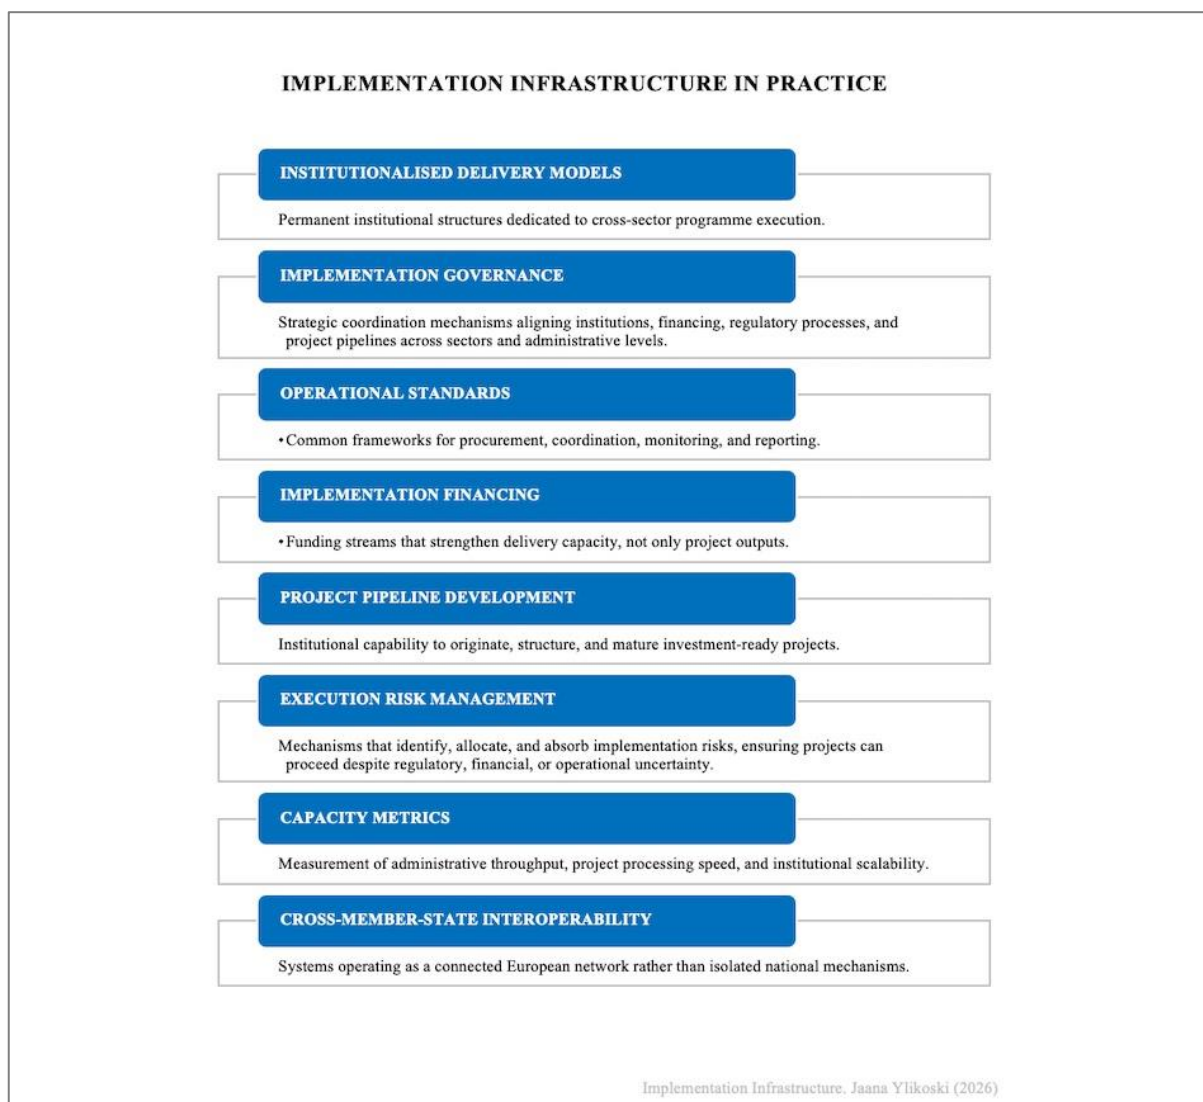 IMPLEMENTATION INFRASTRUCTURE IN PRACTICE
INSTITUTIONALISED DELIVERY MODELS
Permanent institutional structures dedicated to cross-sector programme execution.
IMPLEMENTATION GOVERNANCE
Strategic coordination mechanisms aligning institutions, financing, regulatory processes, and
project pipelines across sectors and administrative levels.
OPERATIONAL STANDARDS
•Common frameworks for procurement, coordination, monitoring, and reporting.
IMPLEMENTATION FINANCING
•Funding streams that strengthen delivery capacity, not only project outputs.
PROJECT PIPELINE DEVELOPMENT
Institutional capability to originate, structure, and mature investment-ready projects.
EXECUTION RISK MANAGEMENT
Mechanisms that identify, allocate, and absorb implementation risks, ensuring projects can
proceed despite regulatory, financial, or operational uncertainty.
CAPACITY METRICS
Measurement of administrative throughput, project processing speed, and institutional scalability.
CROSS-MEMBER-STATE INTEROPERABILITY
Systems operating as a connected European network rather than isolated national mechanisms.
Implementation Infrastructure. Jaana Ylikoski (2026)